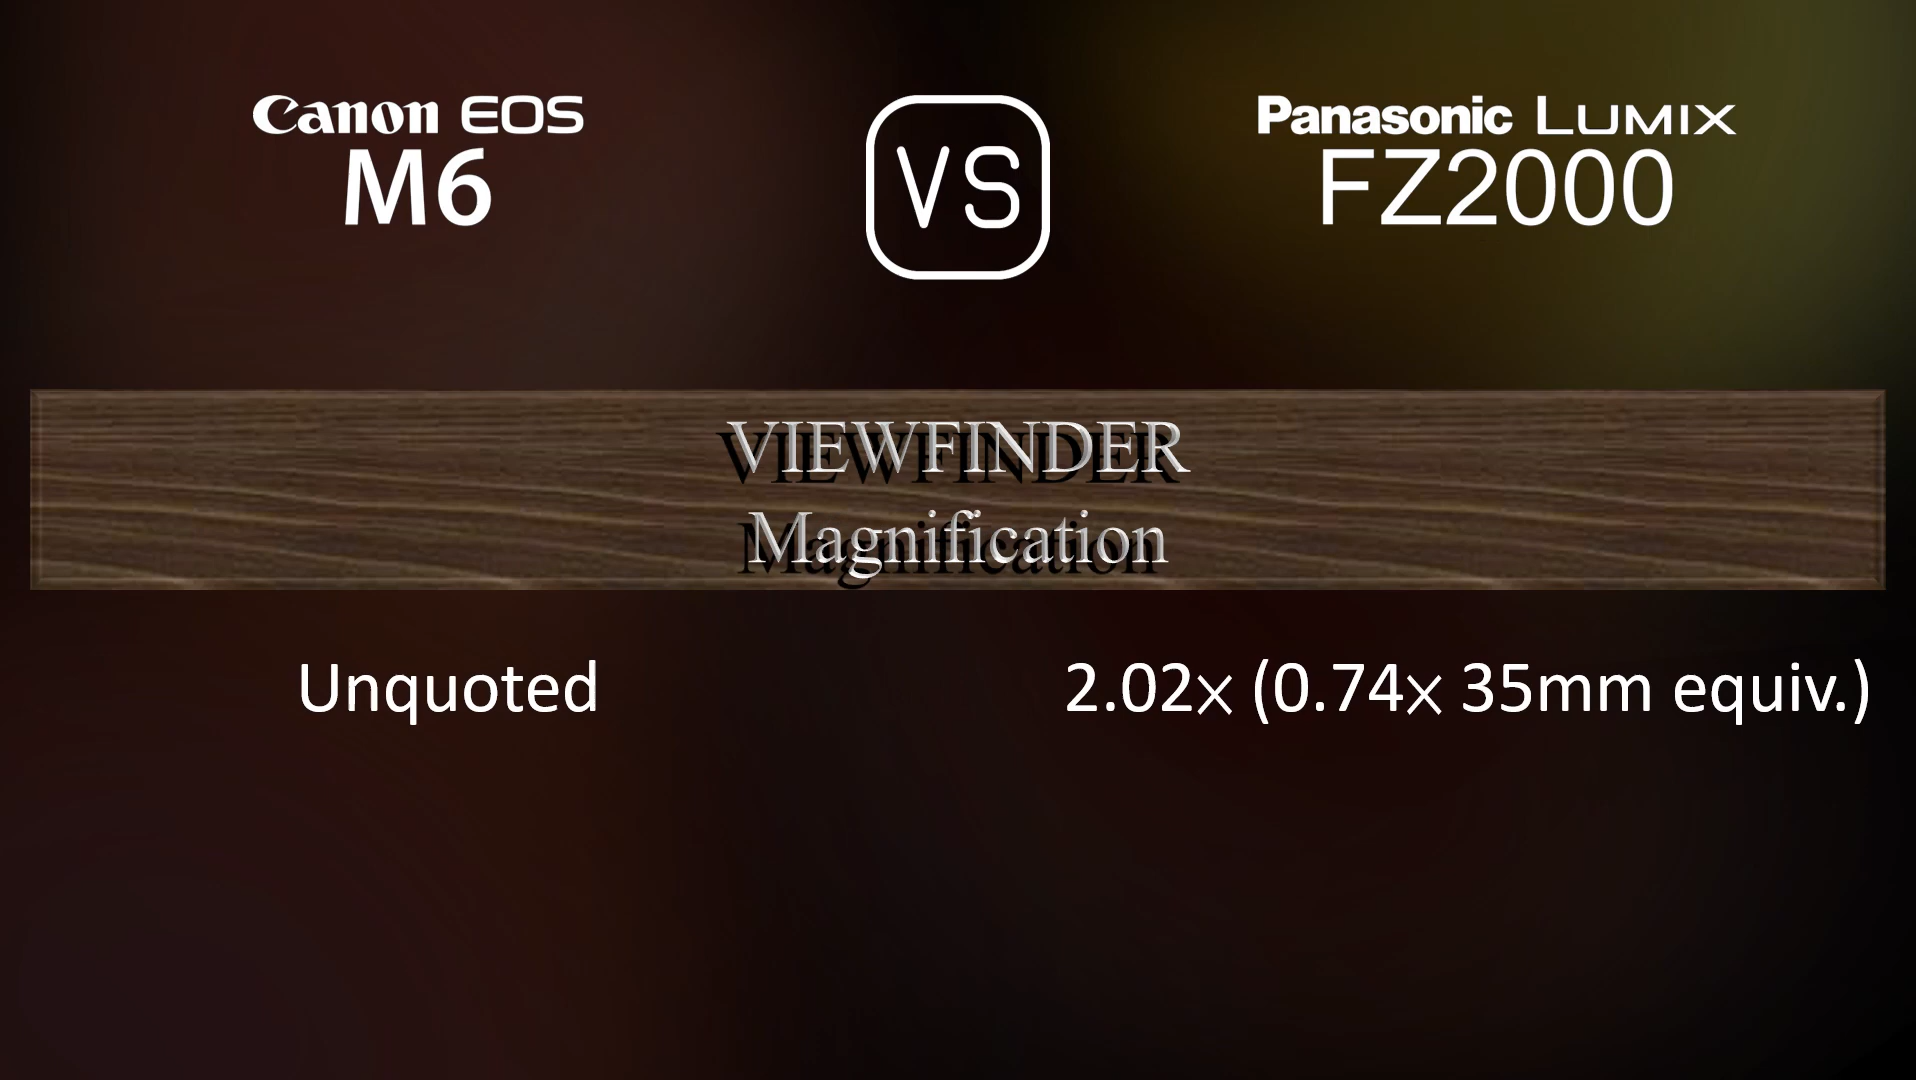 Canon EOS
M6
VS
Panasonic LUMIX
FZ2000
VIEWFINDER
Magnification
Unquoted
2.02x (0.74x 35mm equiv.)